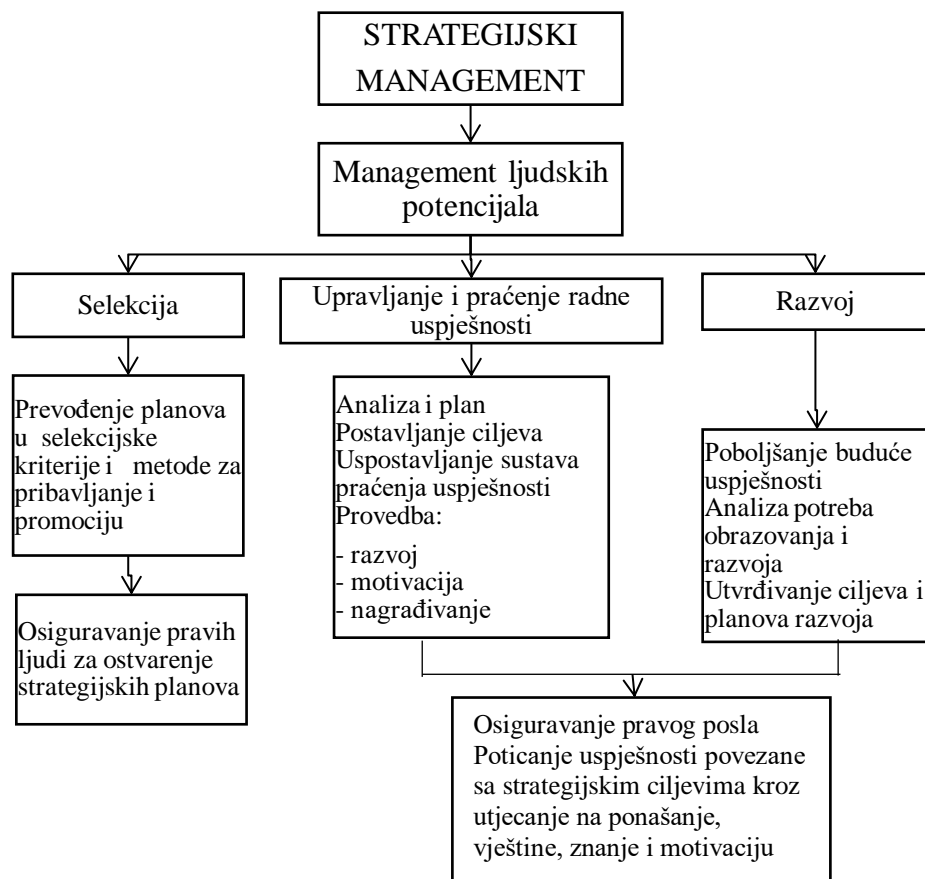 STRATEGIJSKI
MANAGEMENT
Management ljudskih
potencijala
Selekcija
Upravljanje i praćenje radne
uspješnosti
Razvoj
Prevođenje planova
u selekcijske
kriterije i metode za
pribavljanje i
promociju
Analiza i plan
Postavljanje ciljeva
Uspostavljanje sustava
praćenja uspješnosti
Provedba:
- razvoj
- motivacija
- nagrađivanje
Poboljšanje buduće
uspješnosti
Analiza potreba
obrazovanja i
razvoja
Utvrđivanje ciljeva i
planova razvoja
Osiguravanje pravih
ljudi za ostvarenje
strategijskih planova
Osiguravanje pravog posla
Poticanje uspješnosti povezane
sa strategijskim ciljevima kroz
utjecanje na ponašanje,
vještine, znanje i motivaciju